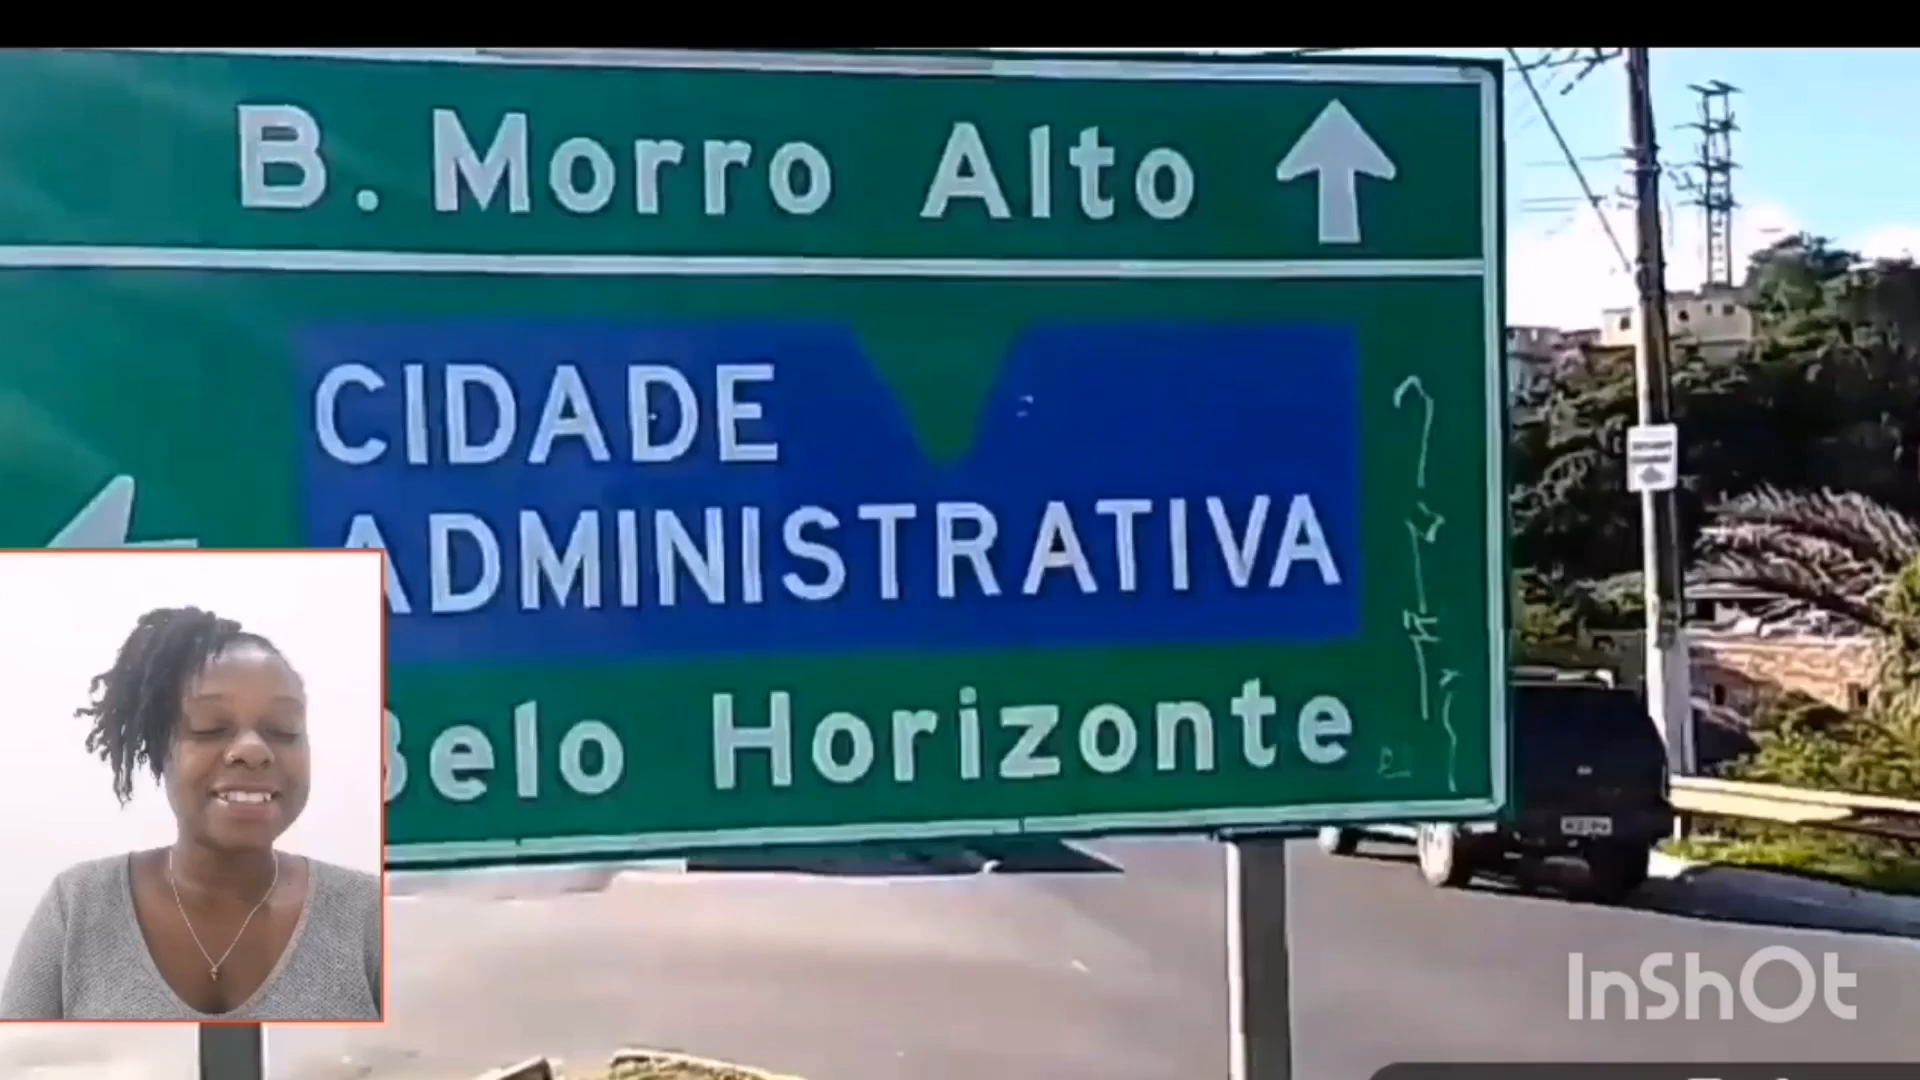 B. Morro Alto
CIDADE
ADMINISTRATIVA
Belo Horizonte
InShOt